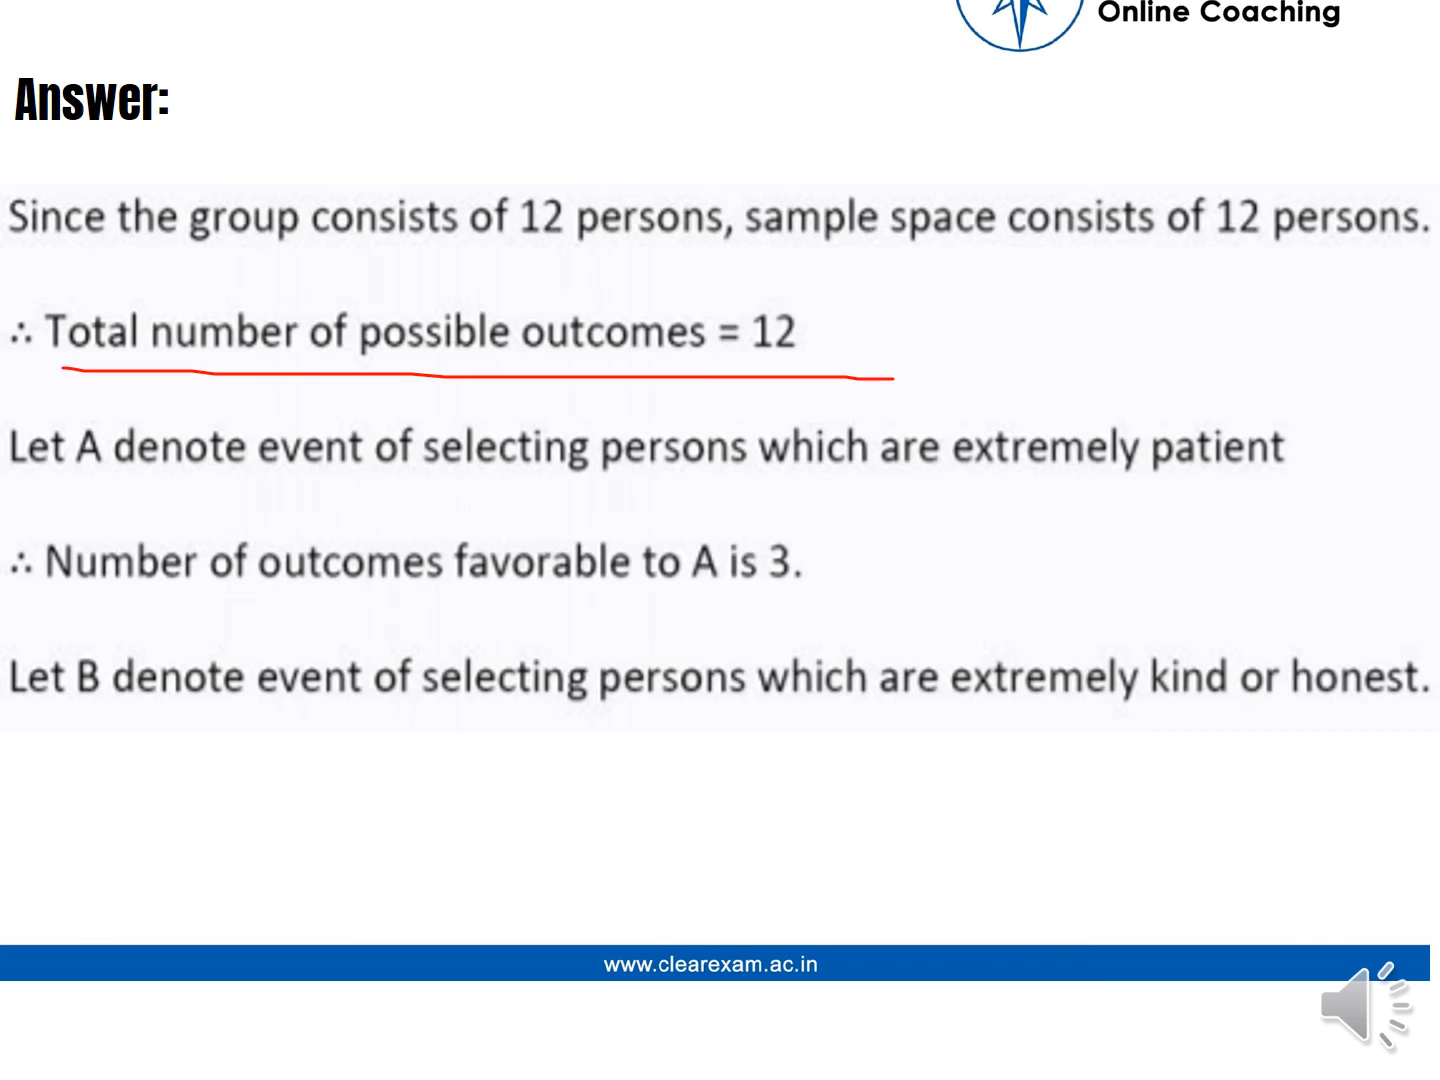 Online Coaching
Answer:
Since the group consists of 12 persons, sample space consists of 12 persons.
∴ Total number of possible outcomes = 12
Let A denote event of selecting persons which are extremely patient
∴ Number of outcomes favorable to A is 3.
Let B denote event of selecting persons which are extremely kind or honest.
www.clearexam.ac.in